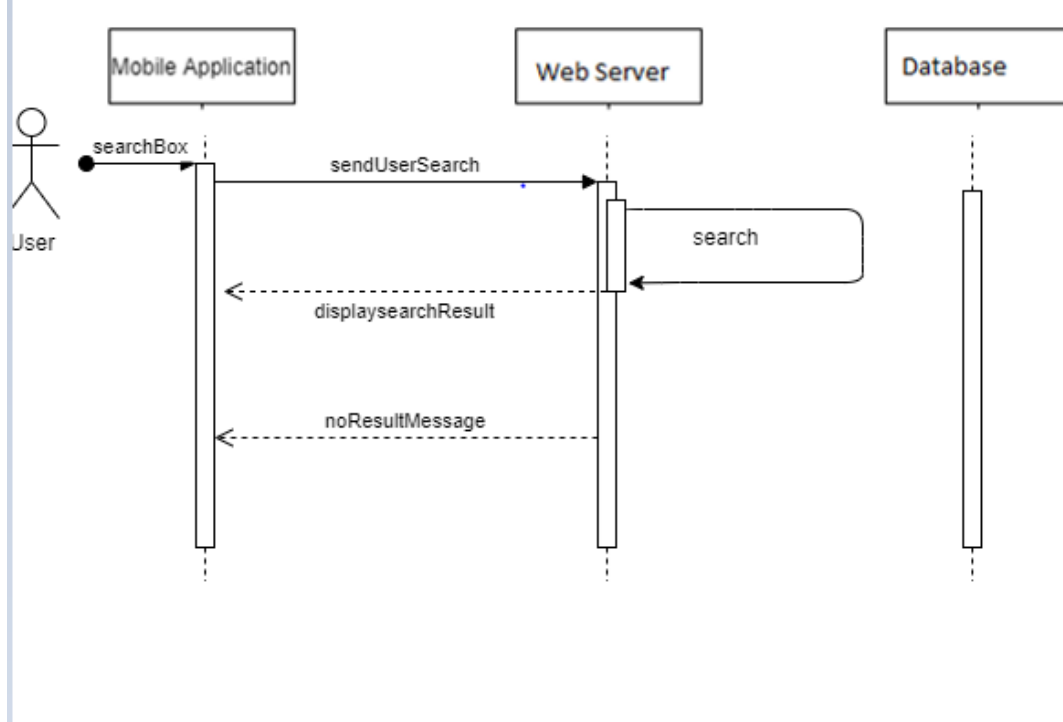 Mobile Application
Web Server
Database
searchBox
sendUserSearch
search
User
displaysearchResult
noResultMessage